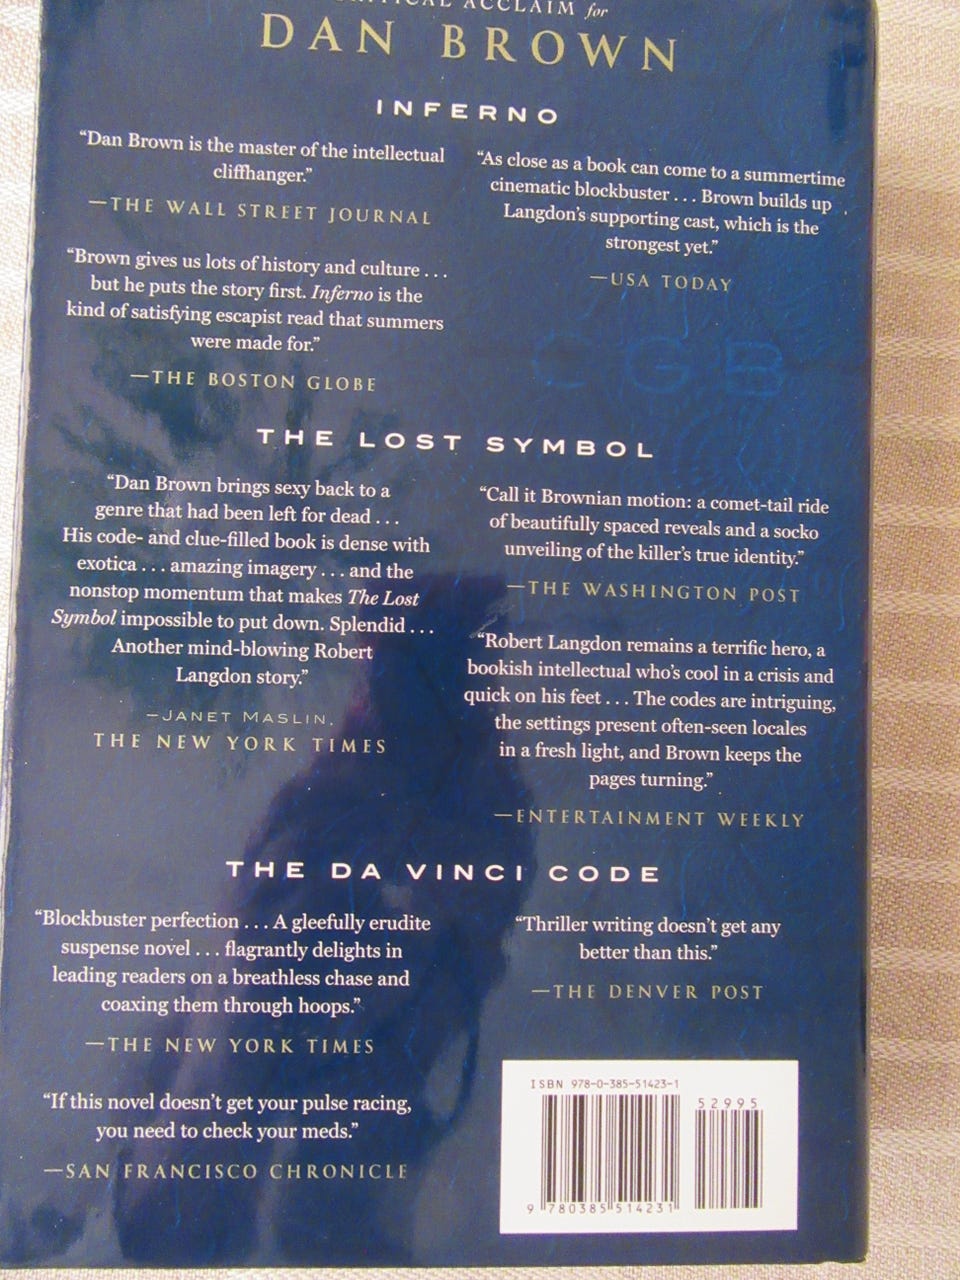 CRITICAL ACCLAIM for
DAN BROWN
INFERNO
“Dan Brown is the master of the intellectual
cliffhanger.”
—THE WALL STREET JOURNAL
“Brown gives us lots of history and culture . . .
but he puts the story first. Inferno is the
kind of satisfying escapist read that summers
were made for.”
—THE BOSTON GLOBE
“As close as a book can come to a summertime
cinematic blockbuster . . . Brown builds up
Langdon’s supporting cast, which is the
strongest yet.”
—USA TODAY
CGB
THE LOST SYMBOL
“Dan Brown brings sexy back to a
genre that had been left for dead . . .
His code- and clue-filled book is dense with
exotica . . . amazing imagery . . . and the
nonstop momentum that makes The Lost
Symbol impossible to put down. Splendid . . .
Another mind-blowing Robert
Langdon story.”
—JANET MASLIN,
THE NEW YORK TIMES
“Call it Brownian motion: a comet-tail ride
of beautifully spaced reveals and a socko
unveiling of the killer’s true identity.”
—THE WASHINGTON POST
“Robert Langdon remains a terrific hero, a
bookish intellectual who’s cool in a crisis and
quick on his feet . . . The codes are intriguing,
the settings present often-seen locales
in a fresh light, and Brown keeps the
pages turning.”
—ENTERTAINMENT WEEKLY
THE DA VINCI CODE
“Blockbuster perfection . . . A gleefully erudite
suspense novel . . . flagrantly delights in
leading readers on a breathless chase and
coaxing them through hoops.”
—THE NEW YORK TIMES
“If this novel doesn’t get your pulse racing,
you need to check your meds.”
—SAN FRANCISCO CHRONICLE
“Thriller writing doesn’t get any
better than this.”
—THE DENVER POST
ISBN 978-0-385-51423-1
52995
9 780385 514231